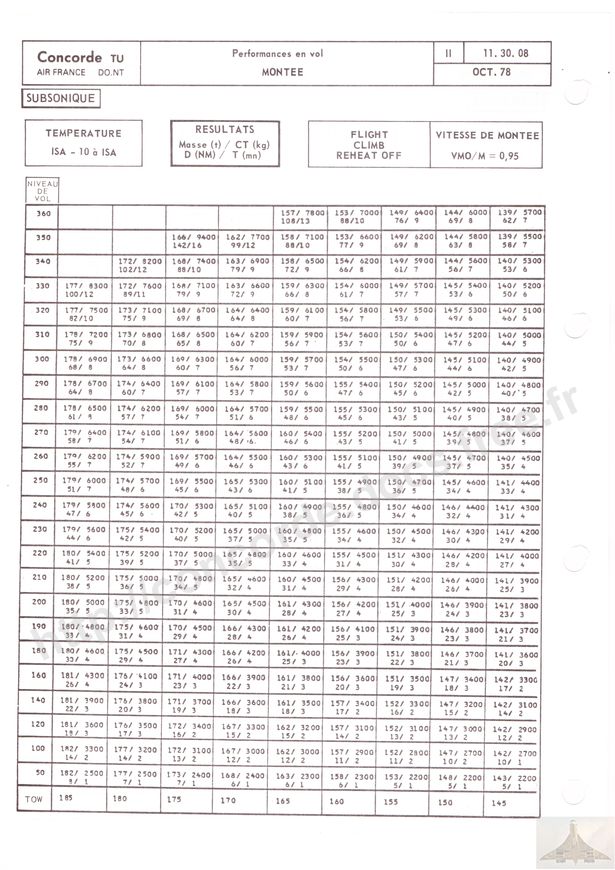 Concorde TU
AIR FRANCE DO.NT
Performances en vol
MONTEE
II 11. 30. 08
OCT. 78
SUBSONIQUE
TEMPERATURE
ISA - 10 à ISA
RESULTATS
Masse (t) / CT (kg)
D (NM) / T (mn)
FLIGHT
CLIMB
REHEAT OFF
VITESSE DE MONTEE
VMO/M = 0,95
NIVEAU
DE
VOL
360 157/ 7800 153/ 7000 149/ 6400 144/ 6000 139/ 5700
108/13 88/10 76/ 9 69/ 8 62/ 7
350 166/ 9400 162/ 7700 158/ 7100 153/ 6600 149/ 6200 144/ 5800 139/ 5500
142/16 99/12 88/10 77/ 9 69/ 8 63/ 8 58/ 7
340 172/ 8200 168/ 7400 163/ 6900 158/ 6500 154/ 6200 149/ 5900 144/ 5600 140/ 5300
102/12 88/10 79/ 9 72/ 9 66/ 8 61/ 7 56/ 7 53/ 6
330 177/ 8300 172/ 7600 168/ 7100 163/ 6600 159/ 6300 154/ 6000 149/ 5700 145/ 5400 140/ 5200
100/12 89/11 79/ 9 72/ 9 66/ 8 61/ 7 57/ 7 53/ 6 50/ 6
320 177/ 7500 173/ 7100 168/ 6700 164/ 6400 159/ 6100 154/ 5800 149/ 5500 145/ 5300 140/ 5100
82/10 75/ 9 69/ 8 64/ 8 60/ 7 56/ 7 53/ 6 49/ 6 46/ 6
310 178/ 7200 173/ 6800 168/ 6500 164/ 6200 159/ 5900 154/ 5600 150/ 5400 145/ 5200 140/ 5000
75/ 9 70/ 8 65/ 8 60/ 7 56/ 7 53/ 7 50/ 6 47/ 6 44/ 5
300 178/ 6900 173/ 6600 169/ 6300 164/ 6000 159/ 5700 154/ 5500 150/ 5300 145/ 5100 140/ 4900
68/ 8 64/ 8 60/ 7 56/ 7 53/ 7 50/ 6 47/ 6 44/ 6 42/ 5
290 178/ 6700 174/ 6400 169/ 6100 164/ 5800 159/ 5600 155/ 5400 150/ 5200 145/ 5000 140/ 4800
64/ 8 60/ 7 57/ 7 53/ 7 50/ 6 47/ 6 45/ 6 42/ 5 40/ 5
280 178/ 6500 174/ 6200 169/ 6000 164/ 5700 159/ 5500 155/ 5300 150/ 5100 145/ 4900 140/ 4700
61/ 7 57/ 7 54/ 7 51/ 6 48/ 6 45/ 6 43/ 5 40/ 5 38/ 5
270 179/ 6400 174/ 6100 169/ 5800 164/ 5600 160/ 5400 155/ 5200 150/ 5000 145/ 4800 140/ 4600
58/ 7 54/ 7 51/ 6 48/ 6 45/ 6 43/ 5 41/ 5 39/ 5 37/ 5
260 179/ 6200 174/ 5900 169/ 5700 164/ 5500 160/ 5300 155/ 5100 150/ 4900 145/ 4700 140/ 4500
55/ 7 52/ 7 49/ 6 46/ 6 43/ 6 41/ 5 39/ 5 37/ 5 35/ 4
250 179/ 6000 174/ 5700 169/ 5500 165/ 5300 160/ 5100 155/ 4900 150/ 4700 145/ 4600 141/ 4400
51/ 7 48/ 6 45/ 6 43/ 6 41/ 5 38/ 5 36/ 5 34/ 4 33/ 4
240 179/ 5800 174/ 5600 170/ 5300 165/ 5100 160/ 4900 155/ 4800 150/ 4600 146/ 4400 141/ 4300
47/ 6 45/ 6 42/ 6 40/ 5 38/ 5 36/ 5 34/ 4 32/ 4 31/ 4
230 179/ 5600 175/ 5400 170/ 5200 165/ 5000 160/ 4800 155/ 4600 150/ 4500 146/ 4300 141/ 4200
44/ 6 42/ 5 40/ 5 37/ 5 35/ 5 34/ 4 32/ 4 30/ 4 29/ 4
220 180/ 5400 175/ 5200 170/ 5000 165/ 4800 160/ 4600 155/ 4500 151/ 4300 146/ 4200 141/ 4000
41/ 5 39/ 5 37/ 5 35/ 5 33/ 4 31/ 4 30/ 4 28/ 4 27/ 4
210 180/ 5200 175/ 5000 170/ 4800 165/ 4600 160/ 4500 156/ 4300 151/ 4200 146/ 4000 141/ 3900
38/ 5 36/ 5 34/ 5 32/ 4 31/ 4 29/ 4 28/ 4 26/ 4 25/ 3
200 180/ 5000 175/ 4800 170/ 4600 165/ 4500 161/ 4300 156/ 4200 151/ 4000 146/ 3900 141/ 3800
35/ 5 33/ 5 31/ 4 30/ 4 28/ 4 27/ 4 25/ 3 24/ 3 23/ 3
190 180/ 4800 175/ 4600 170/ 4500 166/ 4300 161/ 4200 156/ 4100 151/ 3900 146/ 3800 141/ 3700
33/ 4 31/ 4 29/ 4 28/ 4 26/ 4 25/ 3 24/ 3 23/ 3 21/ 3
180 180/ 4600 175/ 4500 171/ 4300 166/ 4200 161/ 4000 156/ 3900 151/ 3800 146/ 3700 141/ 3600
33/ 4 29/ 4 27/ 4 26/ 4 25/ 3 23/ 3 22/ 3 21/ 3 20/ 3
160 181/ 4300 176/ 4100 171/ 4000 166/ 3900 161/ 3800 156/ 3600 151/ 3500 147/ 3400 142/ 3300
26/ 4 24/ 3 23/ 3 22/ 3 21/ 3 20/ 3 19/ 3 18/ 3 17/ 2
140 181/ 3900 176/ 3800 171/ 3700 166/ 3600 161/ 3500 157/ 3400 152/ 3300 147/ 3200 142/ 3100
22/ 3 20/ 3 19/ 3 18/ 3 18/ 3 17/ 2 16/ 2 15/ 2 14/ 2
120 181/ 3600 176/ 3500 172/ 3400 167/ 3300 162/ 3200 157/ 3100 152/ 3100 147/ 3000 142/ 2900
18/ 3 17/ 3 16/ 2 15/ 2 15/ 2 14/ 2 13/ 2 13/ 2 12/ 2
100 182/ 3300 177/ 3200 172/ 3100 167/ 3000 162/ 3000 157/ 2900 152/ 2800 147/ 2700 142/ 2700
14/ 2 14/ 2 13/ 2 12/ 2 12/ 2 11/ 2 11/ 2 10/ 2 10/ 2
50 182/ 2500 177/ 2500 173/ 2400 168/ 2400 163/ 2300 158/ 2300 153/ 2200 148/ 2200 143/ 2200
8/ 1 7/ 1 7/ 1 6/ 1 6/ 1 6/ 1 5/ 1 5/ 1 5/ 1
TOW 185 180 175 170 165 160 155 150 145